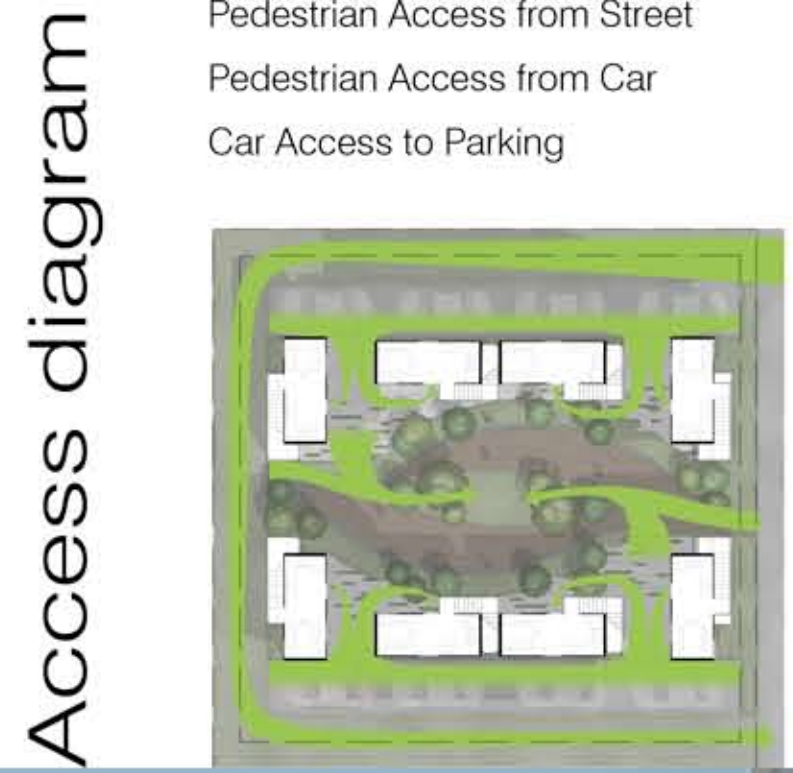 Access diagram
Pedestrian Access from Street
Pedestrian Access from Car
Car Access to Parking